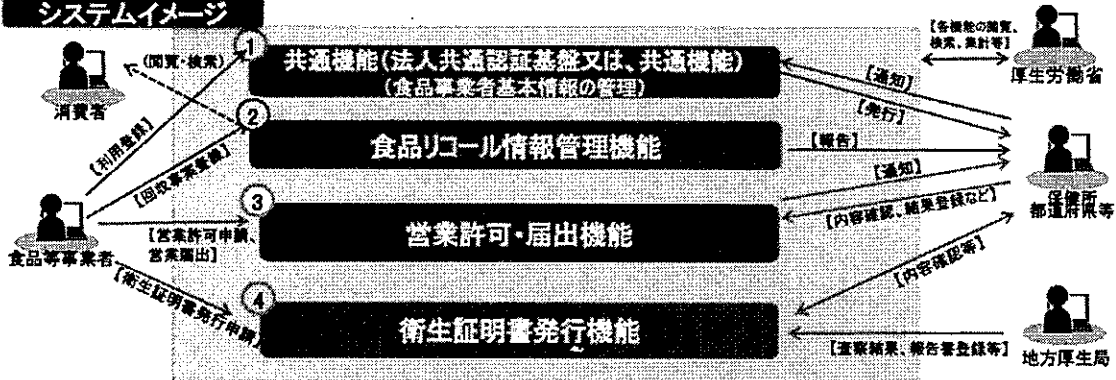 システムイメージ
消費者
(閲覧・検索)
【利用登録】
【回収事案登録】
食品等事業者
【営業許可申請、
営業届出】
【衛生証明書発行申請】
①
共通機能(法人共通認証基盤又は、共通機能)
(食品事業者基本情報の管理)
②
食品リコール情報管理機能
③
営業許可・届出機能
④
衛生証明書発行機能
【各機能の閲覧、
検索、集計等】
厚生労働省
【通知】
【発行】
【報告】
【通知】
【内容確認、結果登録など】
保健所
都道府県等
【内容確認等】
【査察結果、報告書登録等】
地方厚生局